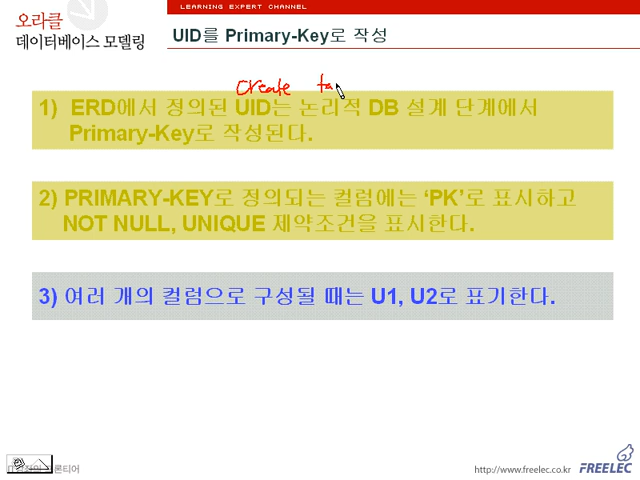 LEARNING EXPERT CHANNEL
오라클
데이터베이스 모델링
UID를 Primary-Key로 작성
create ta
1) ERD에서 정의된 UID는 논리적 DB 설계 단계에서
Primary-Key로 작성된다.
2) PRIMARY-KEY로 정의되는 컬럼에는 ‘PK’로 표시하고
NOT NULL, UNIQUE 제약조건을 표시한다.
3) 여러 개의 컬럼으로 구성될 때는 U1, U2로 표기한다.
론티어
http://www.freelec.co.kr
FREELEC